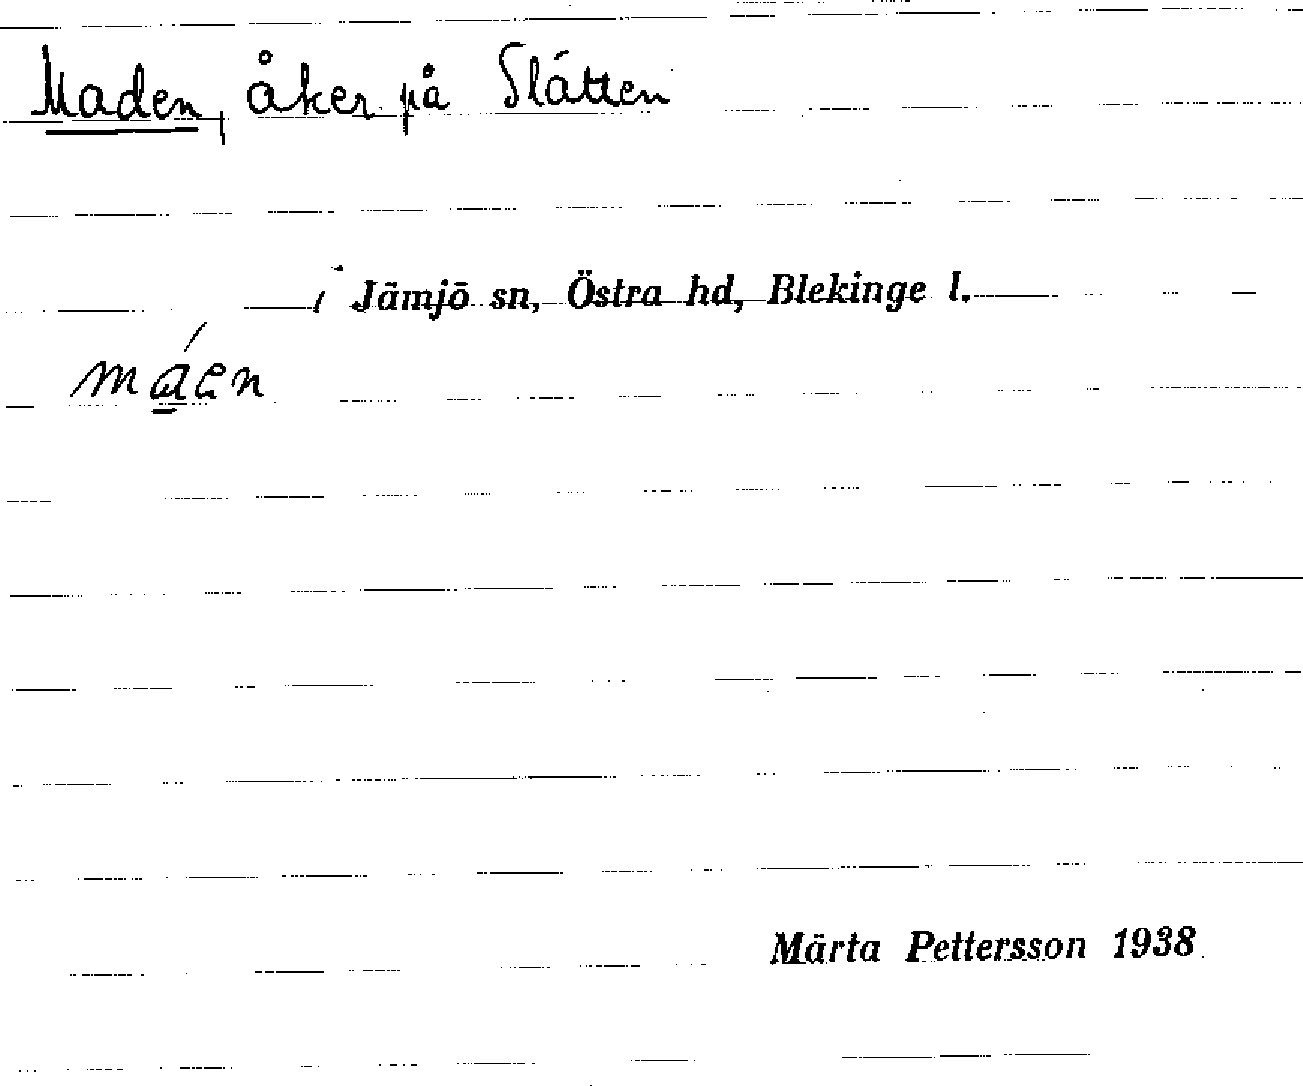 Maden, åker på Slätten
i Jämjö sn, Östra hd, Blekinge l.
máen
Märta Pettersson 1938